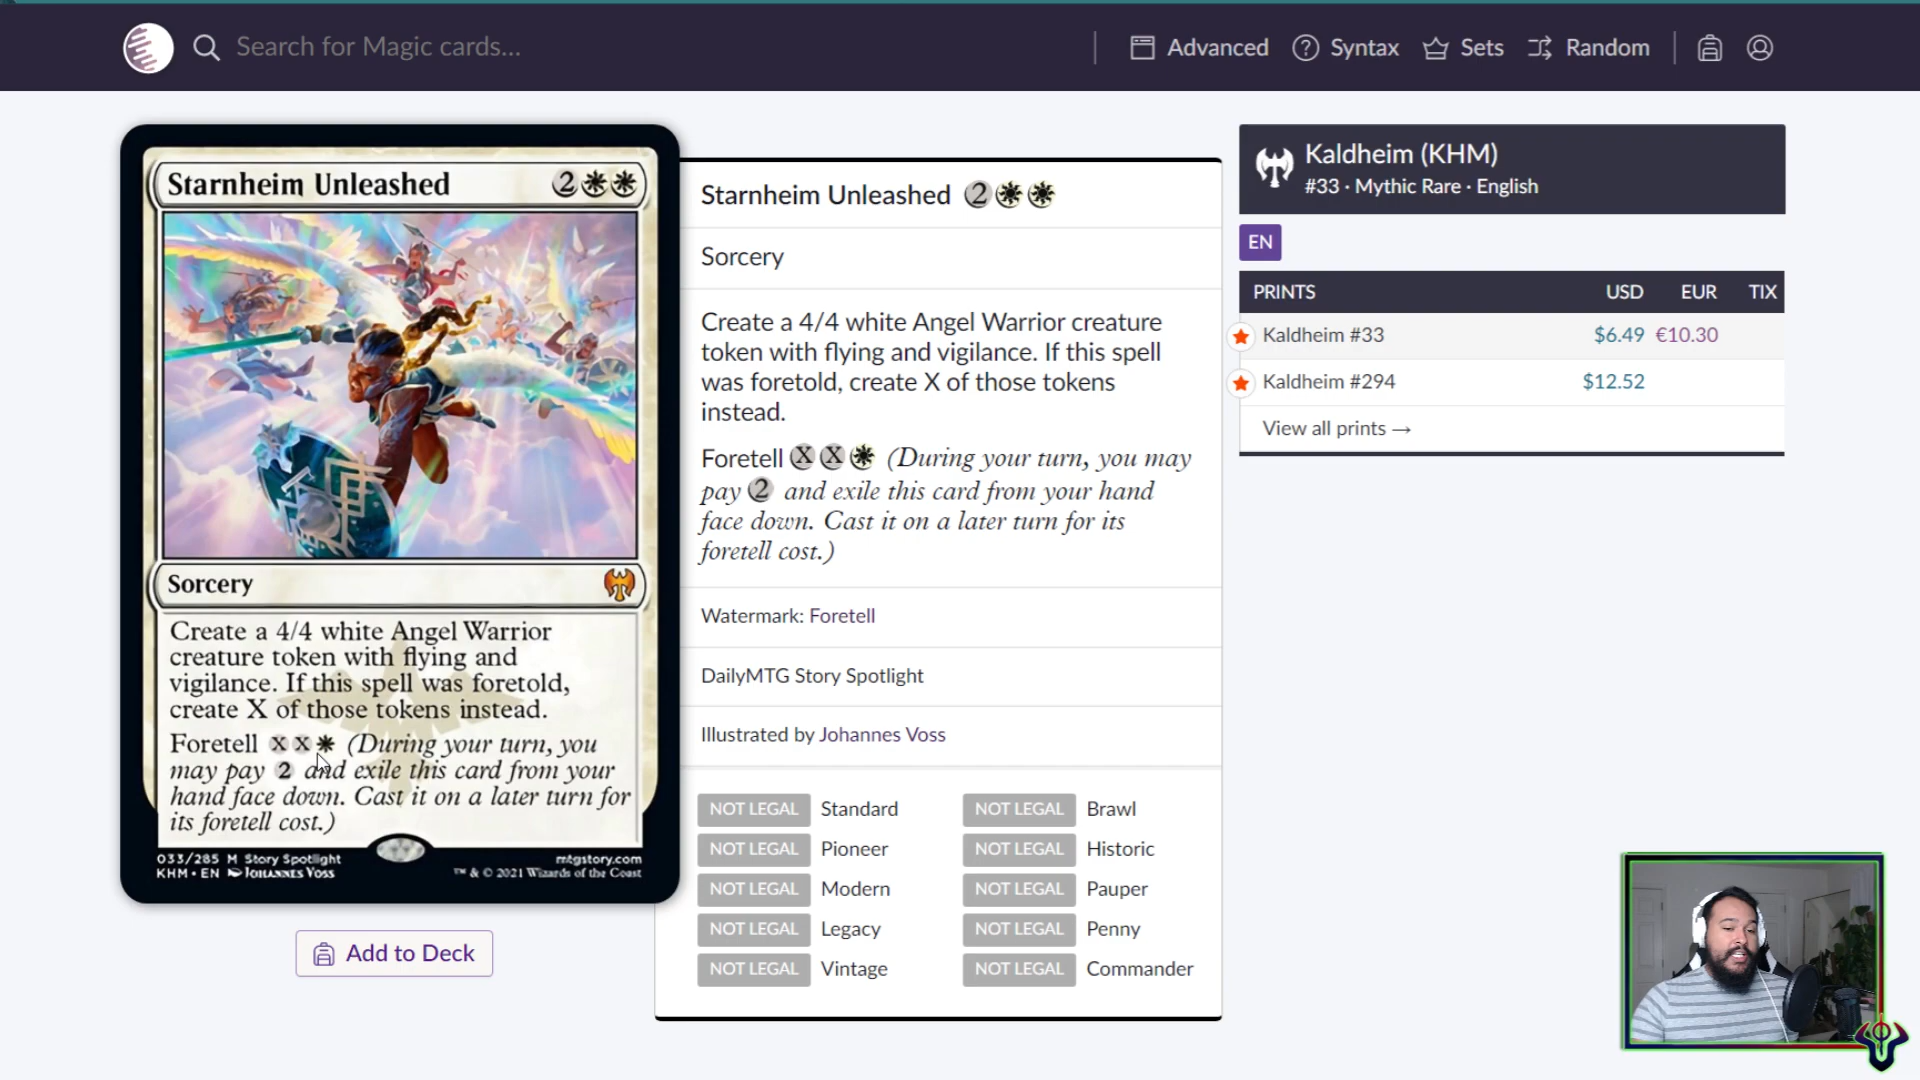 Search for Magic cards...
Advanced
Syntax
Sets
Random
Starnheim Unleashed 2
Sorcery
Create a 4/4 white Angel Warrior
creature token with flying and
vigilance. If this spell was foretold,
create X of those tokens instead.
Foretell X X (During your turn, you
may pay 2 and exile this card from your
hand face down. Cast it on a later turn for
its foretell cost.)
033/285 M Story Spotlight
KHM • EN Johannes Voss
mtgstory.com
™ & © 2021 Wizards of the Coast
Add to Deck
Starnheim Unleashed 2
Sorcery
Create a 4/4 white Angel Warrior creature
token with flying and vigilance. If this spell
was foretold, create X of those tokens
instead.
Foretell X X (During your turn, you may
pay 2 and exile this card from your hand
face down. Cast it on a later turn for its
foretell cost.)
Watermark: Foretell
DailyMTG Story Spotlight
Illustrated by Johannes Voss
NOT LEGAL Standard NOT LEGAL Brawl
NOT LEGAL Pioneer NOT LEGAL Historic
NOT LEGAL Modern NOT LEGAL Pauper
NOT LEGAL Legacy NOT LEGAL Penny
NOT LEGAL Vintage NOT LEGAL Commander
Kaldheim (KHM)
#33 · Mythic Rare · English
EN
PRINTS USD EUR TIX
Kaldheim #33 $6.49 €10.30
Kaldheim #294 $12.52
View all prints →